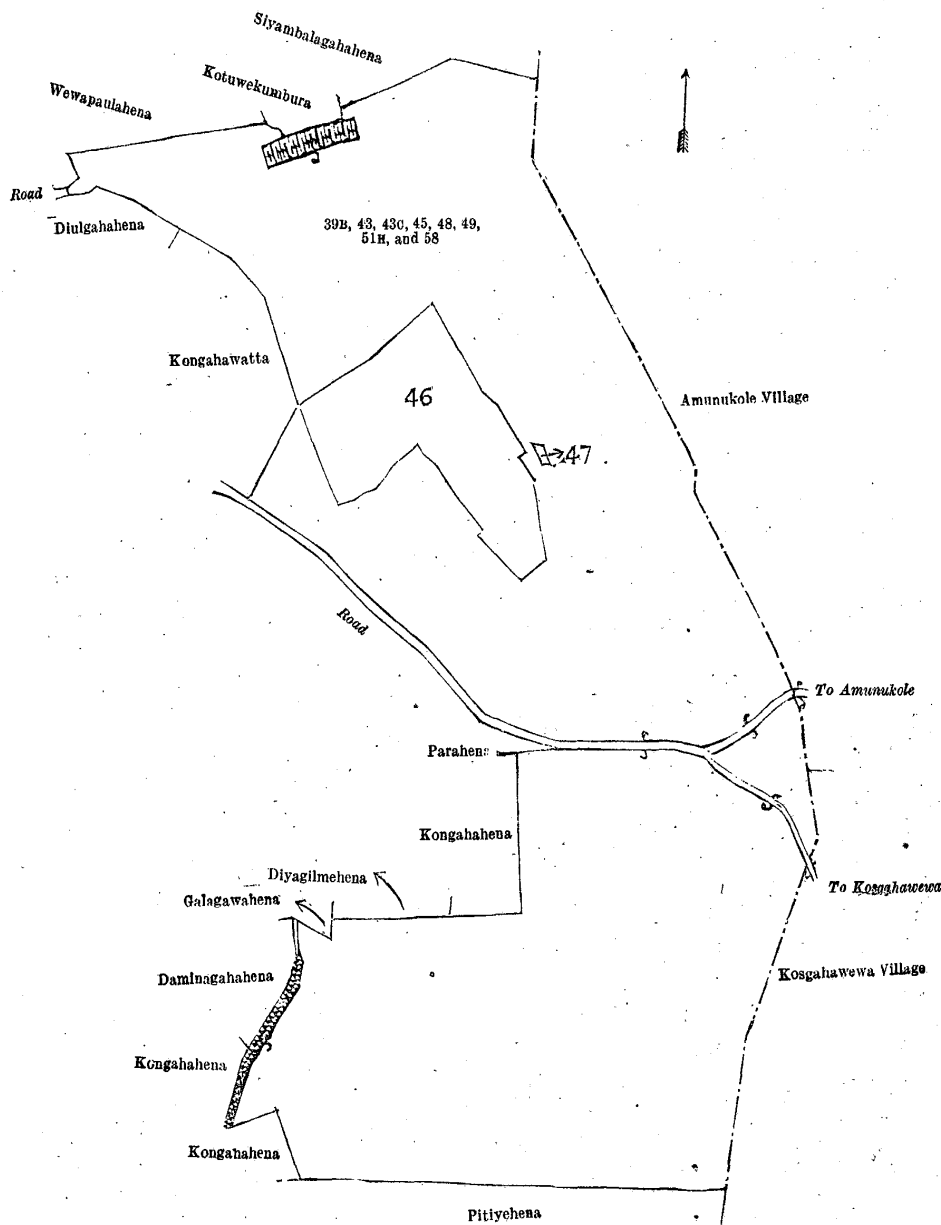 Siyambalagahahena
Kotuwekumbura
Wewapaulahena
Road
Diulgahahena
39B, 43, 43C, 45, 48, 49,
51H, and 58
Kongahawatta
46
Amunukole Village
47
Road
To Amunukole
Parahena
Kongahahena
Diyagilmehena
Galagawahena
To Kosgahawewa
Daminagahahena
Kosgahawewa Village
Kongahahena
Kongahahena
Pitiyehena